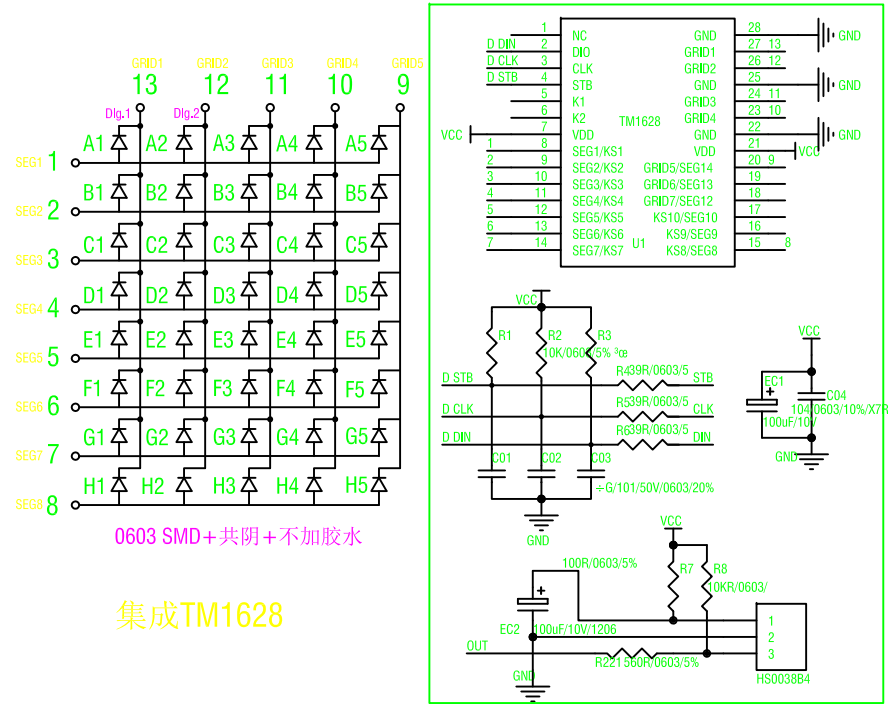 GRID1 GRID2 GRID3 GRID4 GRID5
13 12 11 10 9
Dlg.1 Dlg.2
A1 A2 A3 A4 A5
SEG1 1
B1 B2 B3 B4 B5
SEG2 2
C1 C2 C3 C4 C5
SEG3 3
D1 D2 D3 D4 D5
SEG4 4
E1 E2 E3 E4 E5
SEG5 5
F1 F2 F3 F4 F5
SEG6 6
G1 G2 G3 G4 G5
SEG7 7
H1 H2 H3 H4 H5
SEG8 8
0603 SMD+共阴+不加胶水
集成TM1628
1 NC GND 28 GND
D DIN 2 DIO GRID1 27 13
D CLK 3 CLK GRID2 26 12
D STB 4 STB GND 25 GND
5 K1 GRID3 24 11
6 K2 GRID4 23 10
TM1628
VCC 7 VDD GND 22 GND
1 8 SEG1/KS1 VDD 21 VCC
2 9 SEG2/KS2 GRID5/SEG14 20 9
3 10 SEG3/KS3 GRID6/SEG13 19
4 11 SEG4/KS4 GRID7/SEG12 18
5 12 SEG5/KS5 KS10/SEG10 17
6 13 SEG6/KS6 KS9/SEG9 16
7 14 SEG7/KS7 U1 KS8/SEG8 15 8
VCC
R1 R2 R3
10K/0603/5% ³œ
D STB R4 39R/0603/5 STB
D CLK R5 39R/0603/5 CLK
D DIN R6 39R/0603/5 DIN
C01 C02 C03
÷G/101/50V/0603/20%
GND
VCC
EC1 C04
104/0603/10%/X7R
100uF/10V
GND
VCC
100R/0603/5% R7 R8
10KR/0603/
EC2 100uF/10V/1206
1
2
3
OUT
R221 560R/0603/5%
HS0038B4
GND